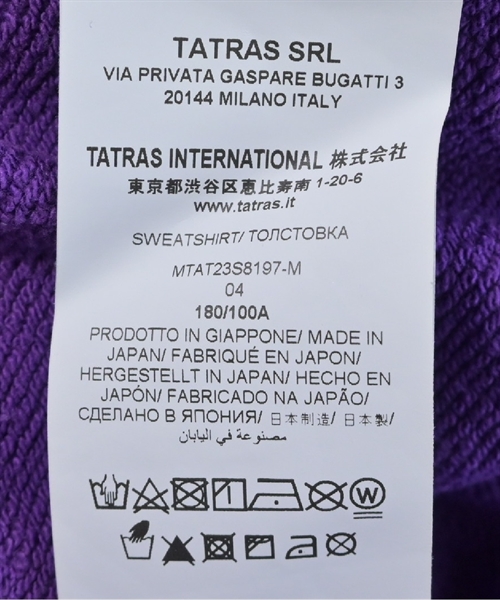 TATRAS SRL
VIA PRIVATA GASPARE BUGATTI 3
20144 MILANO ITALY
TATRAS INTERNATIONAL 株式会社
東京都渋谷区恵比寿南 1-20-6
www.tatras.it
SWEATSHIRT/ ТОЛСТОВКА
MTAT23S8197-M
04
180/100A
PRODOTTO IN GIAPPONE/ MADE IN
JAPAN/ FABRIQUÉ EN JAPON/
HERGESTELLT IN JAPAN/ HECHO EN
JAPÓN/ FABRICADO NA JAPÃO/
СДЕЛАНО В ЯПОНИЯ/ 日本制造/ 日本製/
مصنوعة في اليابان
W